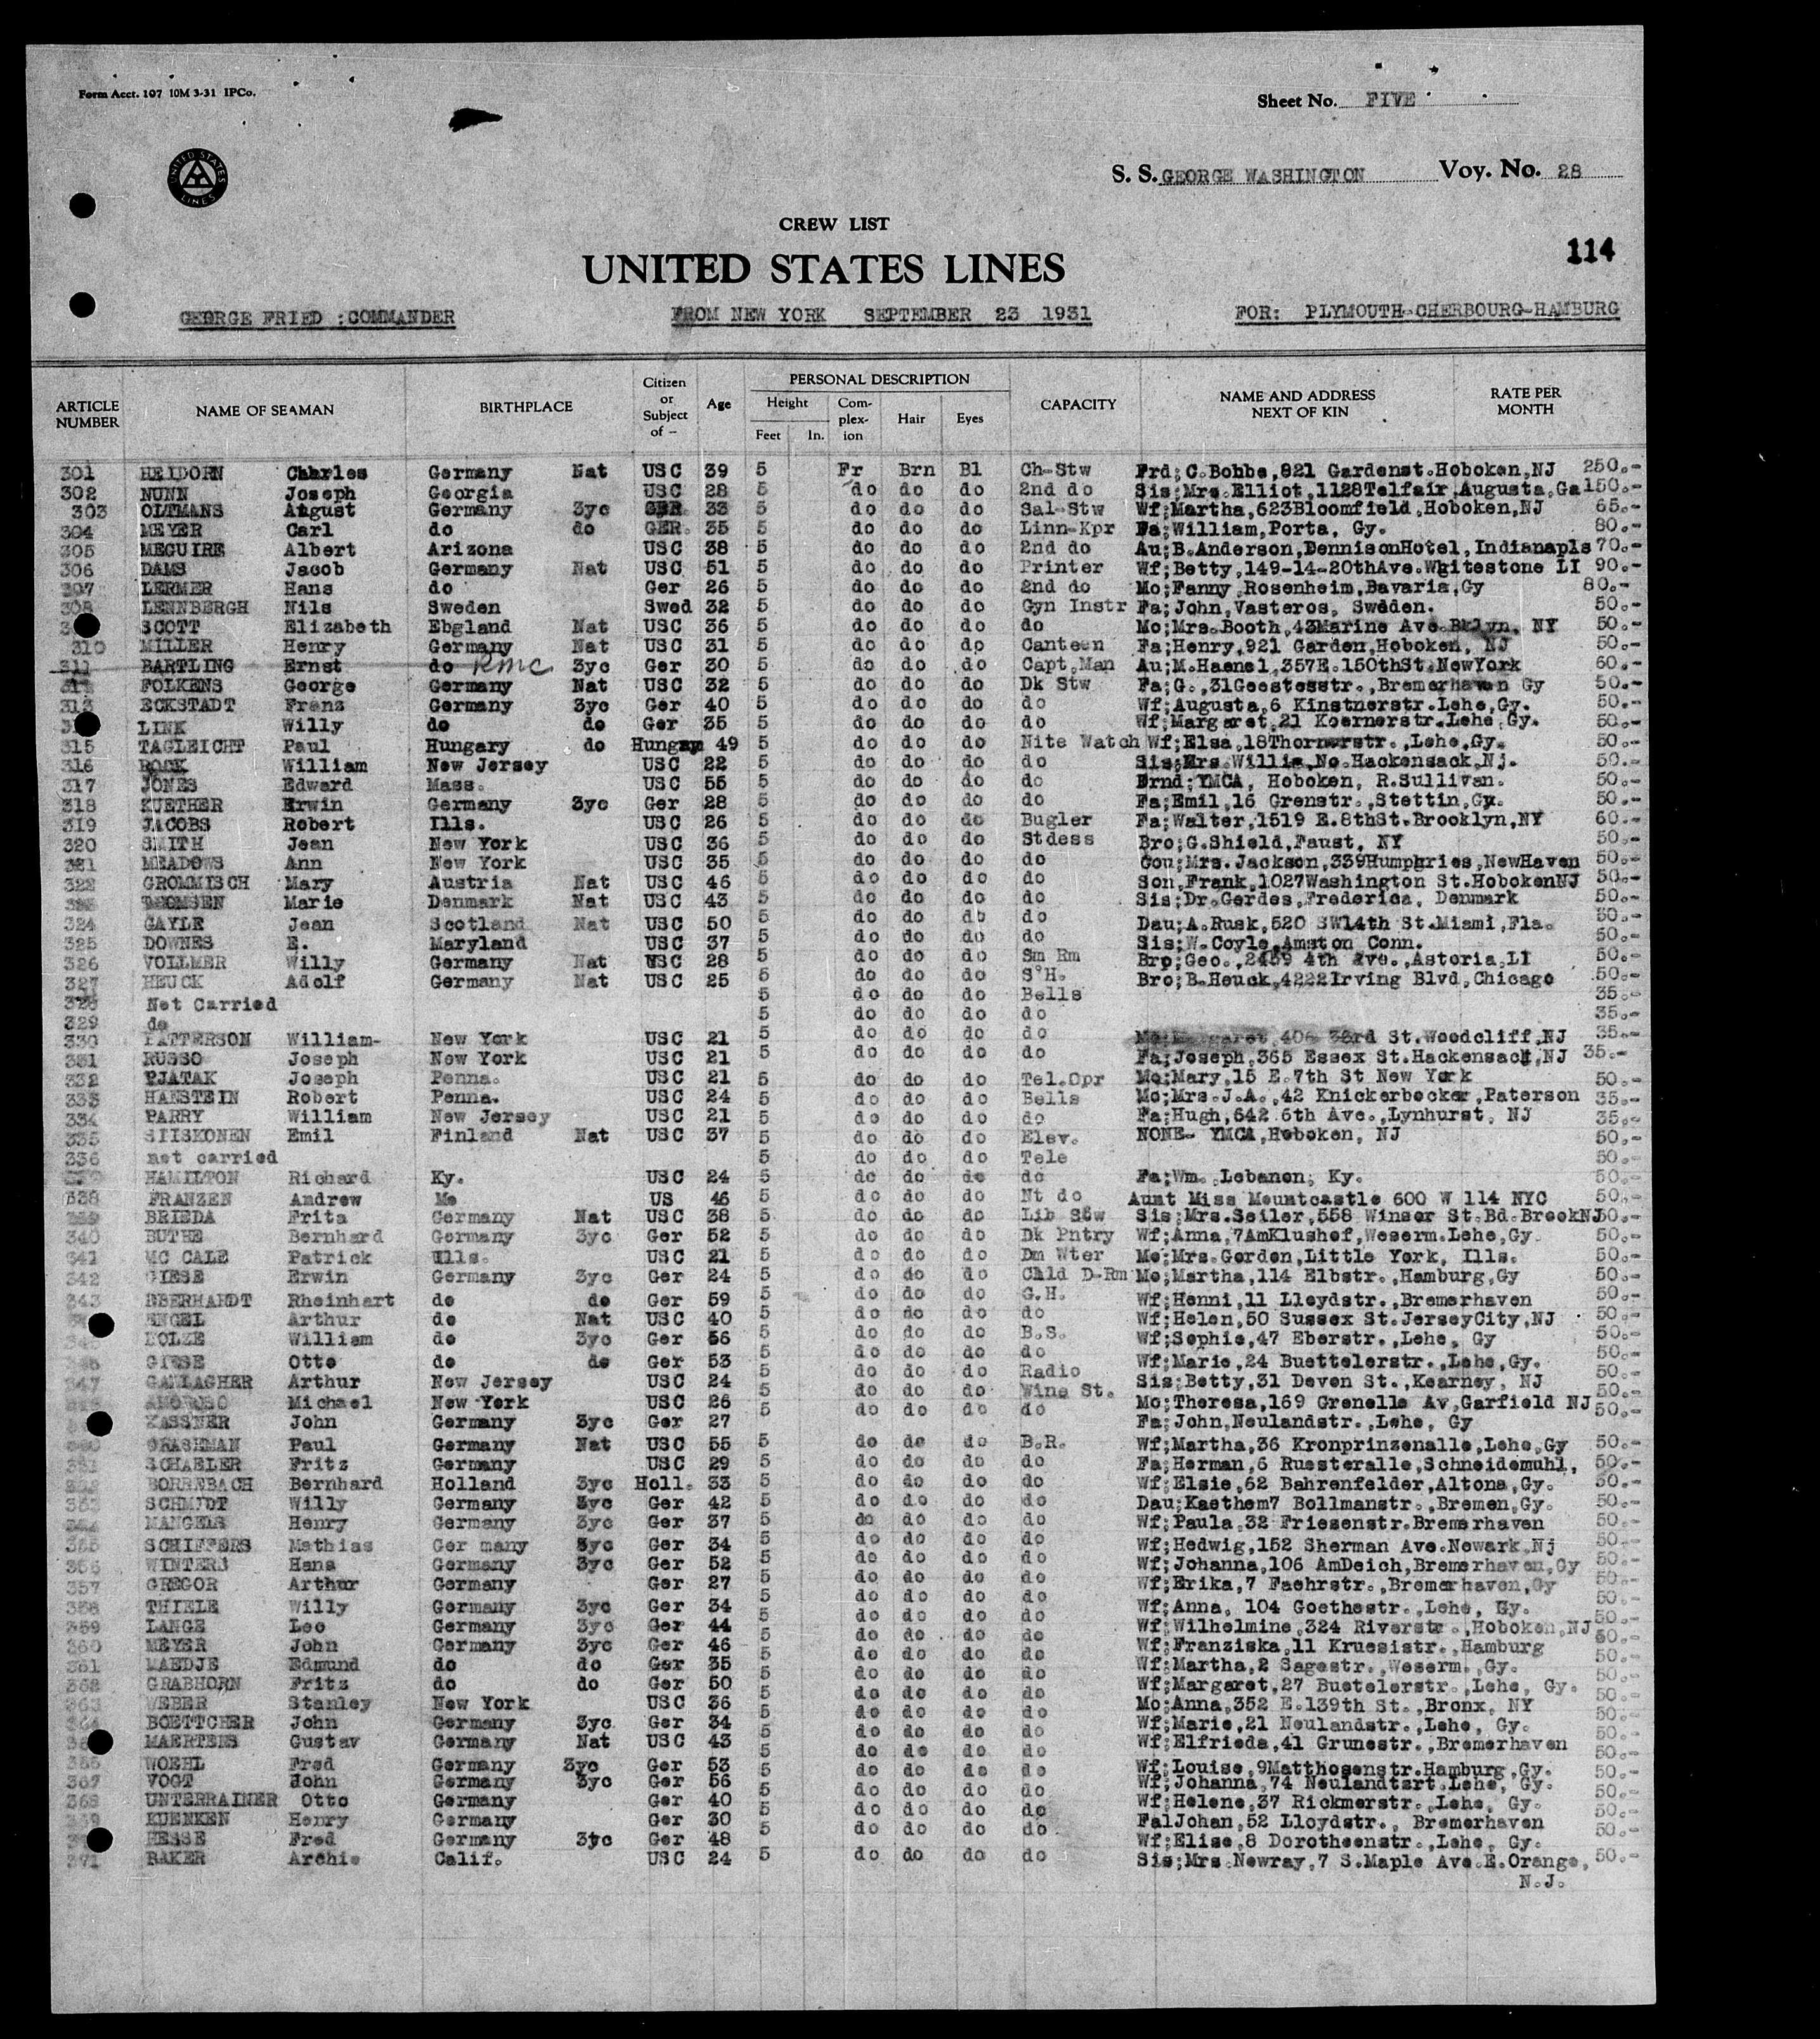 Form Acct. 107 10M 3-31 IPCo.
Sheet No. FIVE
UNITED STATES LINES
S. S. GEORGE WASHINGTON Voy. No. 28
CREW LIST
114
UNITED STATES LINES
GEORGE FRIED :COMMANDER FROM NEW YORK SEPTEMBER 23 1931 FOR: PLYMOUTH-CHERBOURG-HAMBURG
ARTICLE NUMBER NAME OF SEAMAN BIRTHPLACE Citizen or Subject of — Age PERSONAL DESCRIPTION Height Feet In. Complexion Hair Eyes CAPACITY NAME AND ADDRESS NEXT OF KIN RATE PER MONTH
301 HEIDORN Charles Germany Nat USC 39 5 Fr Brn Bl Ch-Stw Frd;C.Bohbe,821 Gardenst.Hoboken,NJ 250.-
302 NUNN Joseph Georgia USC 28 5 do do do 2nd do Sis;Mrs.Elliot,1128Telfair,Augusta,Ga 150.-
303 OLTMANS August Germany 3yc GER 33 5 do do do Sal-Stw Wf;Martha,623Bloomfield,Hoboken,NJ 65.-
304 MEYER Carl do do GER. 35 5 do do do Linn-Kpr Fa;William,Porta, Gy. 80.-
305 MEGUIRE Albert Arizona USC 38 5 do do do 2nd do Au;B.Anderson,DennisonHotel,Indianapls 70.-
306 DAMS Jacob Germany Nat USC 51 5 do do do Printer Wf;Betty,149-14-20thAve.Whitestone LI 90.-
307 LERMER Hans do Ger 26 5 do do do 2nd do Mo;Fanny,Rosenheim,Bavaria,Gy 80.-
308 LENNBERGH Nils Sweden Swed 32 5 do do do Gyn Instr Fa;John,Vasteros, Sweden. 50.-
SCOTT Elizabeth Ebgland Nat USC 36 5 do do do do Mo;Mrs.Booth,43Marine Ave.Bklyn. NY 50.-
310 MILLER Henry Germany Nat USC 31 5 do do do Canteen Fa;Henry,921 Garden,Hoboken, NJ 50.-
311 BARTLING Ernst do RMC 3yc Ger 30 5 do do do Capt.Man Au;M.Haenel,357E.150thSt.NewYork 60.-
FOLKENS George Germany Nat USC 32 5 do do do Dk Stw Fa;G.,31Geestesstr.,Bremerhaven Gy 50.-
313 ECKSTADT Franz Germany 3yc Ger 40 5 do do do do Wf;Augusta,6 Kinstnerstr.Lehe,Gy. 50.-
LINK Willy do do Ger 35 5 do do do do Wf;Margaret,21 Koernerstr.Lehe,Gy. 50.-
315 TAGLEICHT Paul Hungary do Hungary 49 5 do do do Nite Watch Wf;Elsa,18Thornerstr.,Lehe,Gy. 50.-
316 ROCK William New Jersey USC 22 5 do do do do Sis;Mrs.Willia,No.Hackensack,Nj. 50.-
317 JONES Edward Mass. USC 55 5 do do do do Frnd;YMCA, Hoboken, R.Sullivan. 50.-
318 KUETHER Erwin Germany 3yc Ger 28 5 do do do do Fa;Emil,16 Grenstr.,Stettin,Gy. 50.-
319 JACOBS Robert Ills. USC 26 5 do do do Bugler Fa;Walter,1519 E.8thSt.Brooklyn,NY 60.-
320 SMITH Jean New York USC 36 5 do do do Stdess Bro;G.Shield,Faust, NY 50.-
321 MEADOWS Ann New York USC 35 5 do do do do Cou;Mrs.Jackson,339Humphries,NewHaven 50.-
322 GROMMISCH Mary Austria Nat USC 46 5 do do do do Son,Frank,1027Washington St.HobokenNJ 50.-
THOMSEN Marie Denmark Nat USC 43 5 do do do do Sis;Dr.Gerdes,Frederica, Denmark 50.-
324 GAYLE Jean Scotland Nat USC 50 5 do do do do Dau;A.Rusk,520 SW14th St.Miami,Fla. 50.-
325 DOWNES E. Maryland USC 37 5 do do do do Sis;W.Coyle,Amston Conn. 50.-
326 VOLLMER Willy Germany Nat USC 28 5 do do do Sm Rm Brp;Geo.,2439 4th Ave.,Astoria,LI 50.-
327 HEUCK Adolf Germany Nat USC 25 5 do do do S'H. Bro;B.Heuck,4222Irving Blvd,Chicago 50.-
328 Not Carried 5 do do do Bells 35.-
329 do 5 do do do do 35.-
330 PATTERSON William- New York USC 21 5 do do do do Mo;Margaret,406 32rd St.Woodcliff,NJ 35.-
331 RUSSO Joseph New York USC 21 5 do do do do Fa;Joseph,365 Essex St.Hackensack,NJ 35.-
332 PJATAK Joseph Penna. USC 21 5 do do do Tel.Opr Mo;Mary,15 E.7th St New York 50.-
333 HANSTEIN Robert Penna. USC 24 5 do do do Bells Mo;Mrs.J.A.,42 Knickerbocker,Paterson 35.-
334 PARRY William New Jersey USC 21 5 do do do do Fa;Hugh,642 6th Ave.,Lynhurst, NJ 35.-
335 SIISKONEN Emil Finland Nat USC 37 5 do do do Elev. NONE- YMCA,Hoboken, NJ 50.-
336 not carried 5 do do do Tele 50.-
HAMILTON Richard Ky. USC 24 5 do do do do Fa;Wm.,Lebanon, Ky. 50.-
338 FRANZEN Andrew Me US 46 5 do do do Nt do Aunt Miss Mountcastle 600 W 114 NYC 50.-
BRIEDA Frits Germany Nat USC 38 5 do do do Lib Stw Sis;Mrs.Seiler,558 Winser St.Bd.BrookNJ 50.-
340 BUTHE Bernhard Germany 3yc Ger 52 5 do do do Dk Pntry Wf;Anna,7AmKlushof,Weserm.Lehe,Gy. 50.-
341 MC CALE Patrick Ills. USC 21 5 do do do Dm Wter Mo;Mrs.Gordon,Little York, Ills. 50.-
342 GIESE Erwin Germany 3yc Ger 24 5 do do do Chld D-Rm Mo;Martha,114 Elbstr.,Hamburg,Gy 50.-
343 EBERHARDT Rheinhart do do Ger 59 5 do do do G.H. Wf;Henni,11 Lloydstr.,Bremerhaven 50.-
ENGEL Arthur do Nat USC 40 5 do do do do Wf;Helen,50 Sussex St.JerseyCity,NJ 50.-
KOLZE William do 3yc Ger 56 5 do do do B.S. Wf;Sophie,47 Eberstr.,Lehe, Gy 50.-
GIESE Otto do do Ger 53 5 do do do do Wf;Marie,24 Buettelerstr.,Lehe,Gy. 50.-
347 GALLAGHER Arthur New Jersey USC 24 5 do do do Radio Sis;Betty,31 Devon St.,Kearney, NJ 50.-
AMOROSO Michael New York USC 26 5 do do do Wine St. Mo;Theresa,169 Grenelle Av,Garfield NJ 50.-
KASSNER John Germany 3yc Ger 27 5 do do do do Fa;John,Neulandstr.,Lehe, Gy 50.-
GRASHMAN Paul Germany Nat USC 55 5 do do do B.R. Wf;Martha,36 Kronprinzenalle,Lehe,Gy 50.-
351 SCHAELER Fritz Germany USC 29 5 do do do do Fa;Herman,6 Ruesteralle,Schneidemuhl, 50.-
BORRNBACH Bernhard Holland 3yc Holl. 33 5 do do do do Wf;Elsie,62 Bahrenfelder,Altona,Gy. 50.-
353 SCHMIDT Willy Germany 3yc Ger 42 5 do do do do Dau;Kaethem7 Bollmanstr.,Bremen,Gy. 50.-
MANGELS Henry Germany 3yc Ger 37 5 do do do do Wf;Paula,32 Friesenstr.Bremerhaven 50.-
355 SCHIFFERS Mathias Ger many 3yc Ger 34 5 do do do do Wf;Hedwig,152 Sherman Ave.Newark,Nj 50.-
356 WINTERS Hans Germany 3yc Ger 52 5 do do do do Wf;Johanna,106 AmDeich,Bremerhaven,Gy 50.-
357 GREGOR Arthur Germany Ger 27 5 do do do do Wf;Erika,7 Faehrstr.,Bremerhaven,Gy 50.-
358 THIELE Willy Germany 3yc Ger 34 5 do do do do Wf;Anna, 104 Goethestr.,Lehe, Gy. 50.-
359 LANGE Leo Germany 3yc Ger 44 5 do do do do Wf;Wilhelmine,324 Riverstr.,Hoboken,NJ 50.-
360 MEYER John Germany 3yc Ger 46 5 do do do do Wf;Franziska,11 Kruesistr.,Hamburg 50.-
361 MAEDJE Edmund do do Ger 35 5 do do do do Wf;Martha,2 Sagestr.,Weserm.,Gy. 50.-
362 GRABHORN Fritz do do Ger 50 5 do do do do Wf;Margaret,27 Buetelerstr.,Lehe, Gy. 50.-
363 WEBER Stanley New York USC 36 5 do do do do Mo;Anna,352 E.139th St.,Bronx, NY 50.-
364 BOETTCHER John Germany 3yc Ger 34 5 do do do do Wf;Marie,21 Neulandstr.,Lehe, Gy. 50.-
MAERTENS Gustav Germany Nat USC 43 5 do do do do Wf;Elfrieda,41 Grunestr.,Bremerhaven 50.-
WOEHL Fred Germany 3yc Ger 53 5 do do do do Wf;Louise,9Matthosenstr.Hamburg,Gy. 50.-
367 VOGT John Germany 3yc Ger 56 5 do do do do Wf;Johanna,74 Neulandtsrt.Lehe, Gy. 50.-
368 UNTERRAINER Otto Germany Ger 40 5 do do do do Wf;Helene,37 Rickmerstr.,Lehe, Gy. 50.-
369 KUENKEN Henry Germany Ger 30 5 do do do do FalJohan,52 Lloydstr., Bremerhaven 50.-
HESSE Fred Germany 3tc Ger 48 5 do do do do Wf;Elise,8 Dorotheenstr.,Lehe, Gy. 50.-
371 BAKER Archie Calif. USC 24 5 do do do do Sis;Mrs.Newray,7 S.Maple Ave.E.Orange, 50.-
N.J.